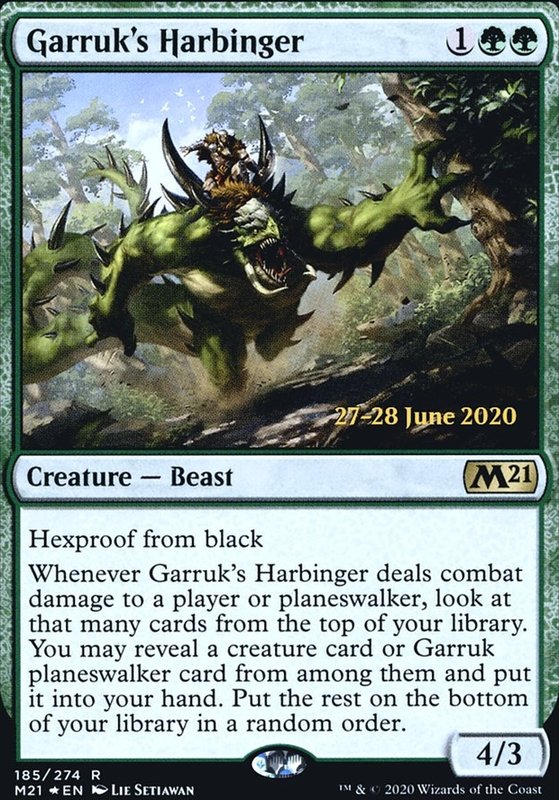 Garruk's Harbinger 1
27-28 June 2020
Creature — Beast M21
Hexproof from black
Whenever Garruk's Harbinger deals combat
damage to a player or planeswalker, look at
that many cards from the top of your library.
You may reveal a creature card or Garruk
planeswalker card from among them and put
it into your hand. Put the rest on the bottom
of your library in a random order.
4/3
185/274 R
M21 ★ EN Lie Setiawan ™ & © 2020 Wizards of the Coast